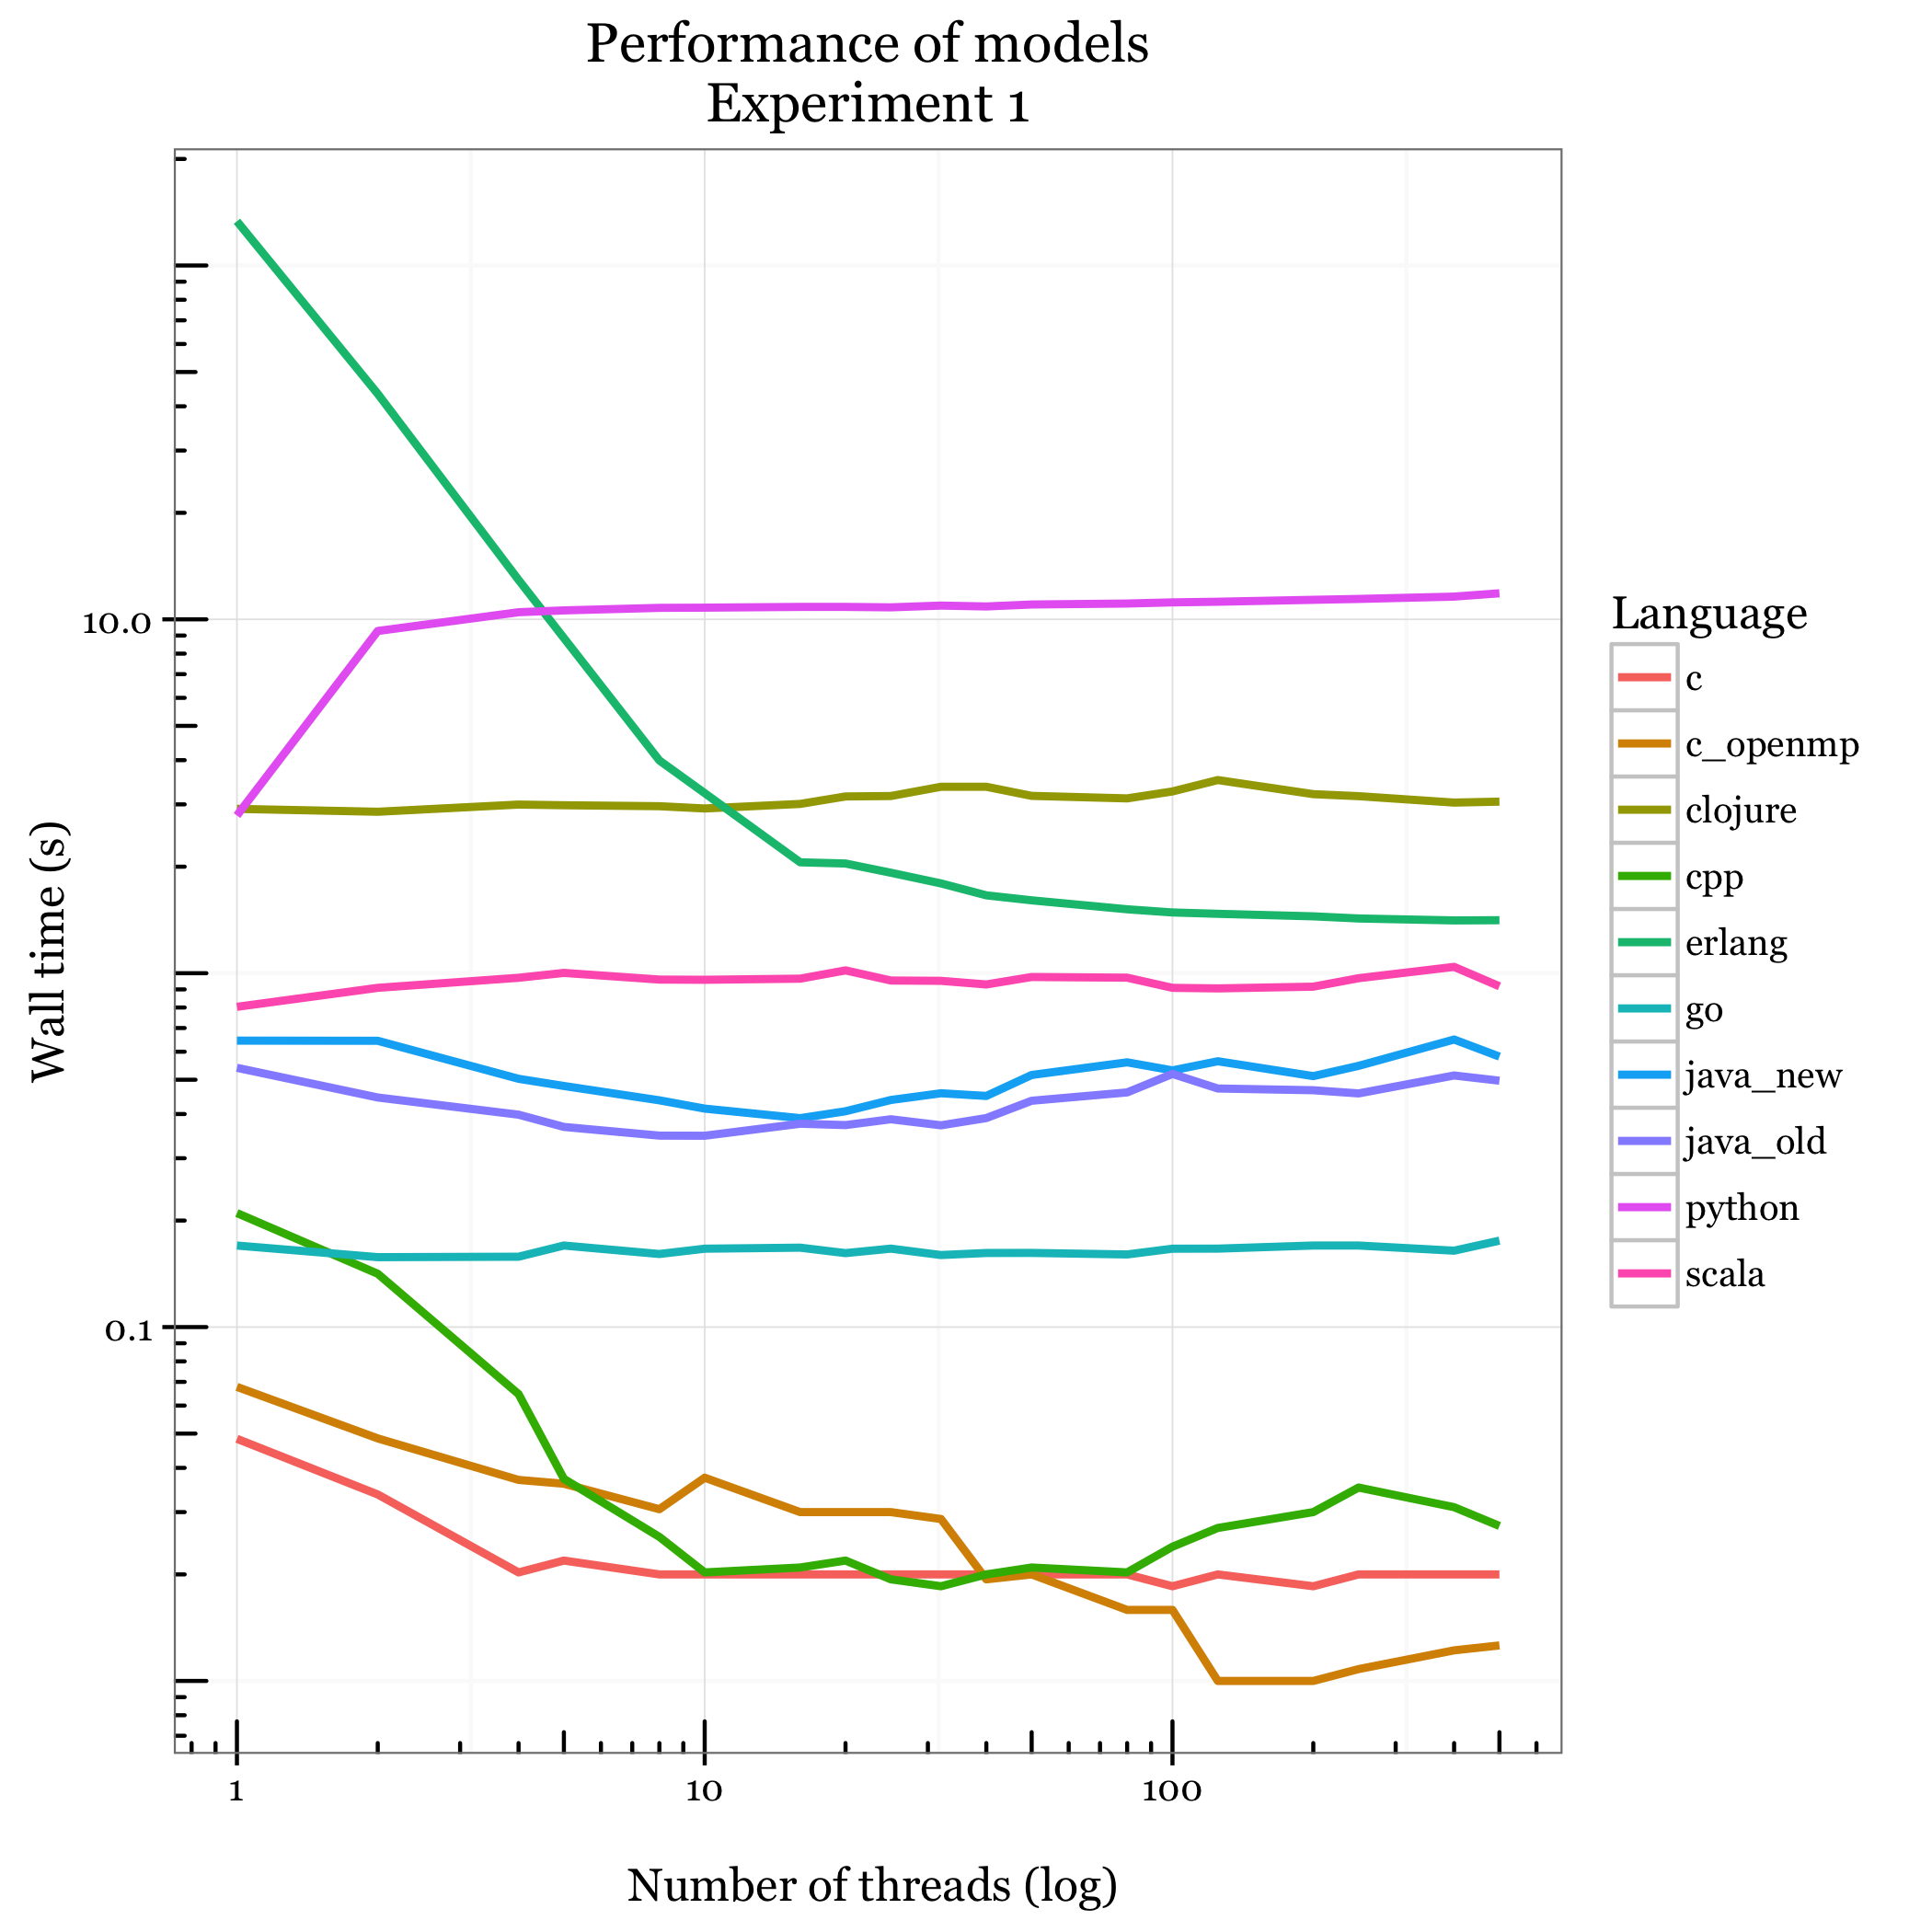 Performance of models
Experiment 1
10.0
0.1
Wall time (s)
1
10
100
Number of threads (log)
Language
c
c_openmp
clojure
cpp
erlang
go
java_new
java_old
python
scala